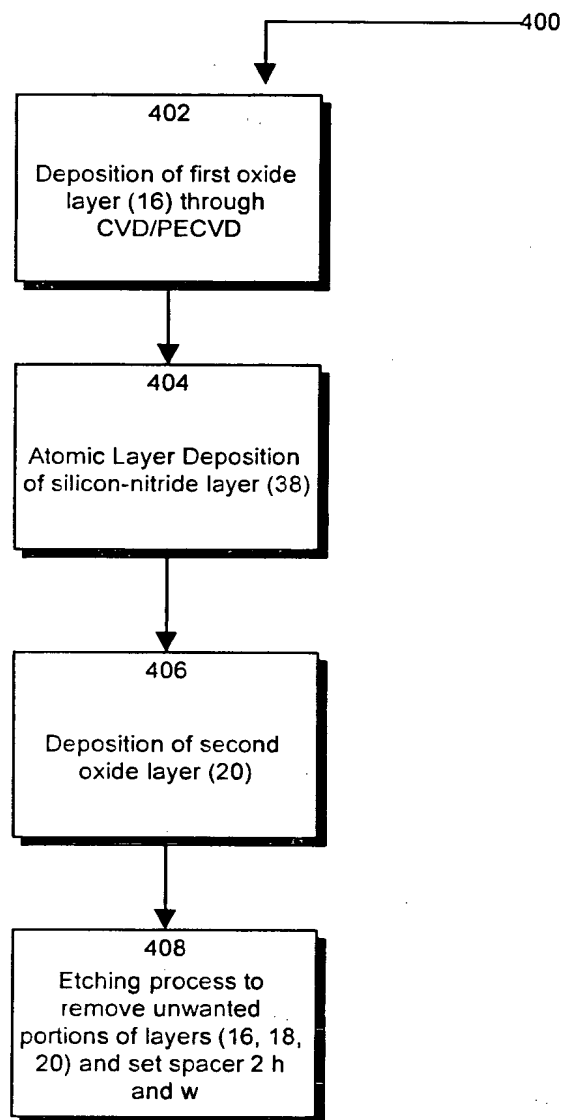 400
402
Deposition of first oxide
layer (16) through
CVD/PECVD
404
Atomic Layer Deposition
of silicon-nitride layer (38)
406
Deposition of second
oxide layer (20)
408
Etching process to
remove unwanted
portions of layers (16, 18,
20) and set spacer 2 h
and w